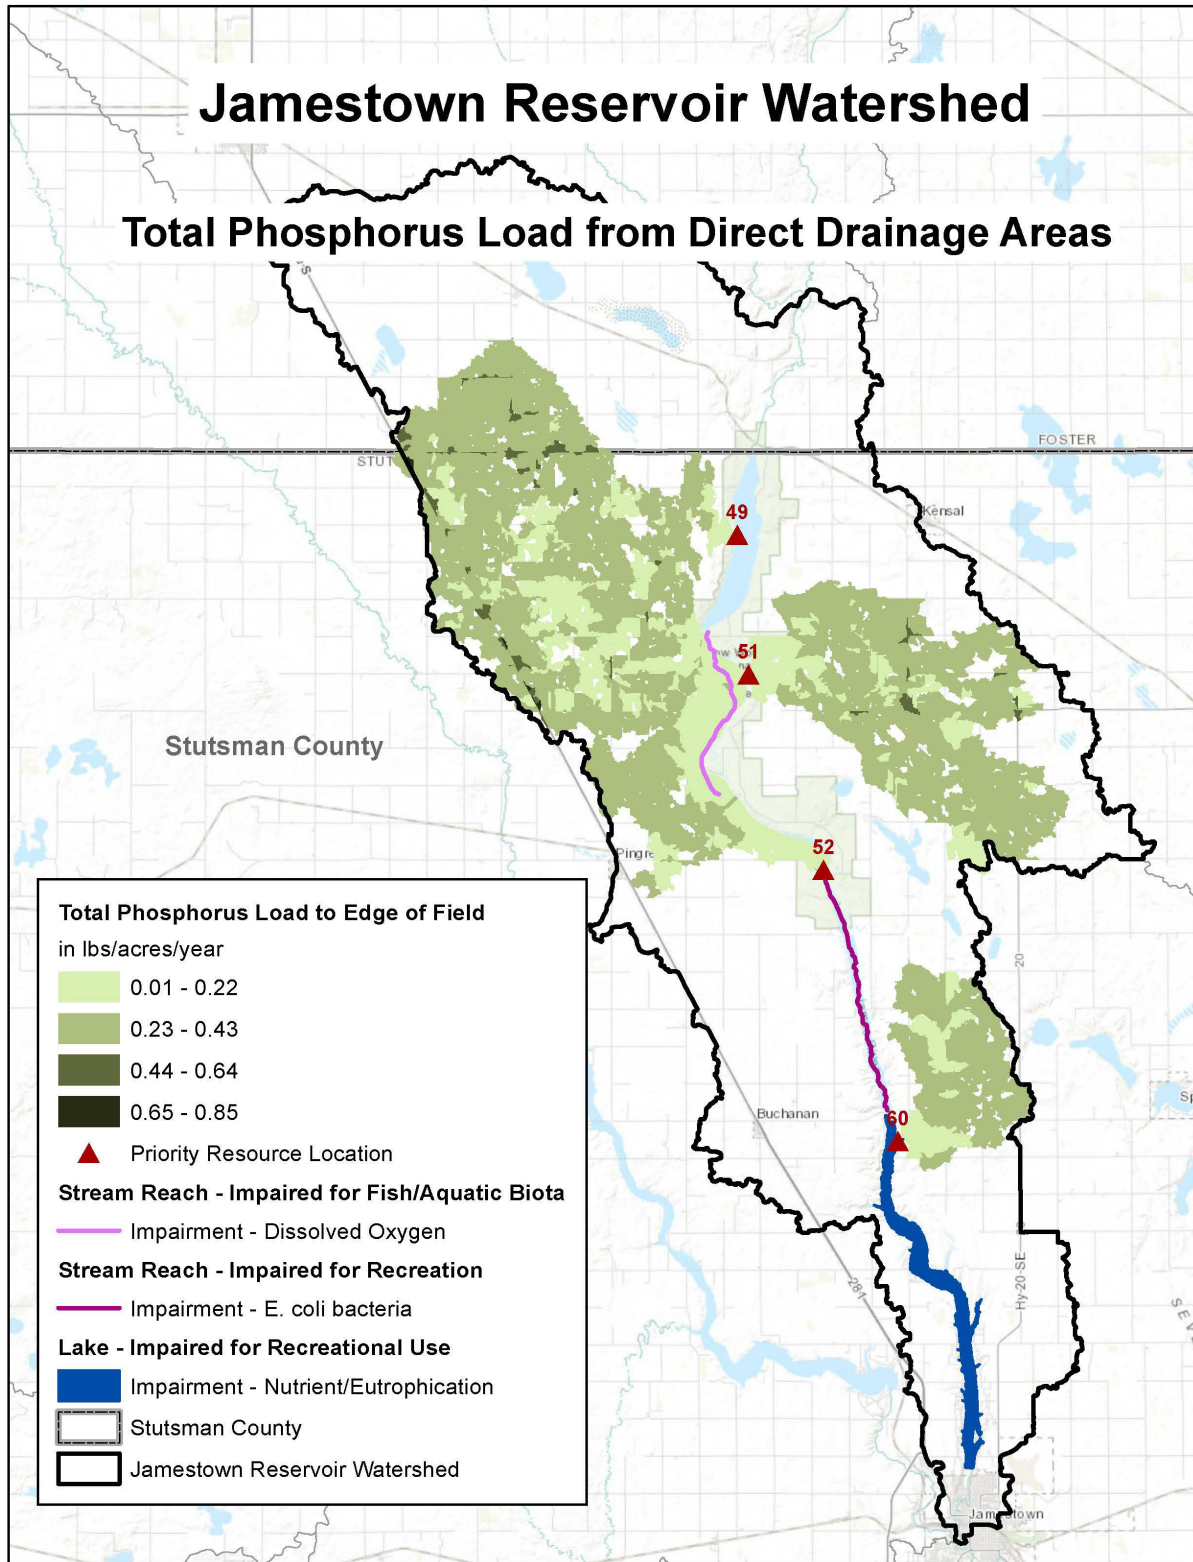 Jamestown Reservoir Watershed
Total Phosphorus Load from Direct Drainage Areas
FOSTER
STUT
49
Kensal
51
Stutsman County
52
Pingre
20
60
Buchanan
281
Hy-20-SE
Jamestown
Total Phosphorus Load to Edge of Field
in lbs/acres/year
0.01 - 0.22
0.23 - 0.43
0.44 - 0.64
0.65 - 0.85
Priority Resource Location
Stream Reach - Impaired for Fish/Aquatic Biota
Impairment - Dissolved Oxygen
Stream Reach - Impaired for Recreation
Impairment - E. coli bacteria
Lake - Impaired for Recreational Use
Impairment - Nutrient/Eutrophication
Stutsman County
Jamestown Reservoir Watershed